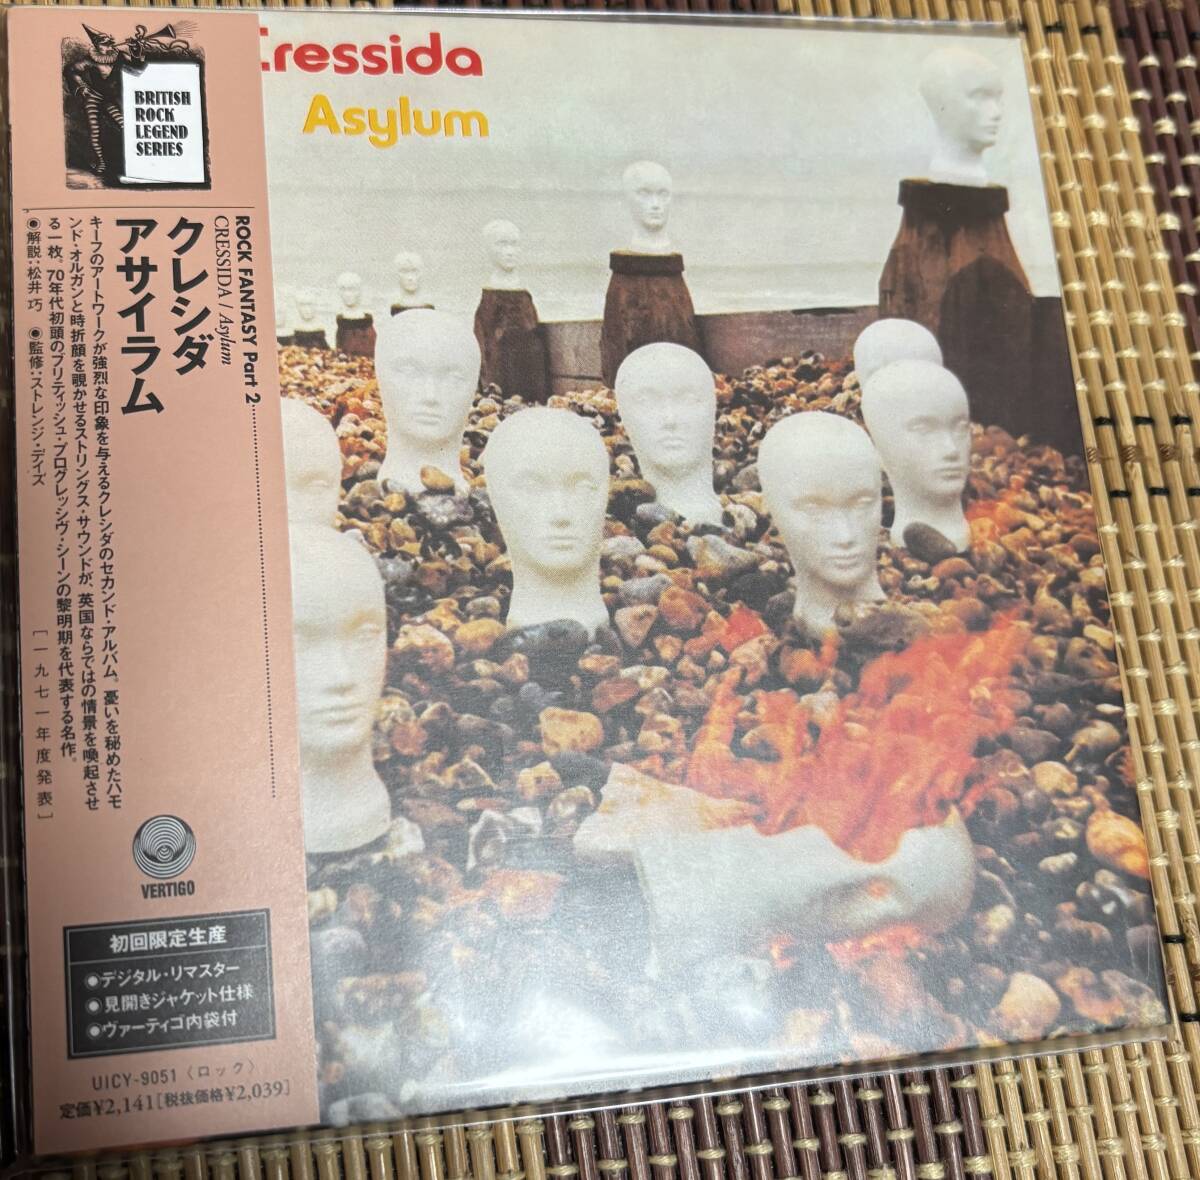 Cressida
Asylum
BRITISH
ROCK
LEGEND
SERIES
ROCK FANTASY Part 2
CRESSIDA / Asylum
クレシダ
アサイラム
キーフのアートワークが強烈な印象を与えるクレシダのセカンド・アルバム。憂いを秘めたハモ
ンド・オルガンと時折顔を覗かせるストリングス・サウンドが、英国ならではの情景を喚起させ
る一枚。70年代初頭のブリティッシュ・プログレッシヴ・シーンの黎明期を代表する名作。
●解説:松井 巧 ●監修:ストレンジ・デイズ
[一九七一年度発表]
VERTIGO
初回限定生産
●デジタル・リマスター
●見開きジャケット仕様
●ヴァーティゴ内袋付
UICY-9051〈ロック〉
定価¥2,141[税抜価格¥2,039]